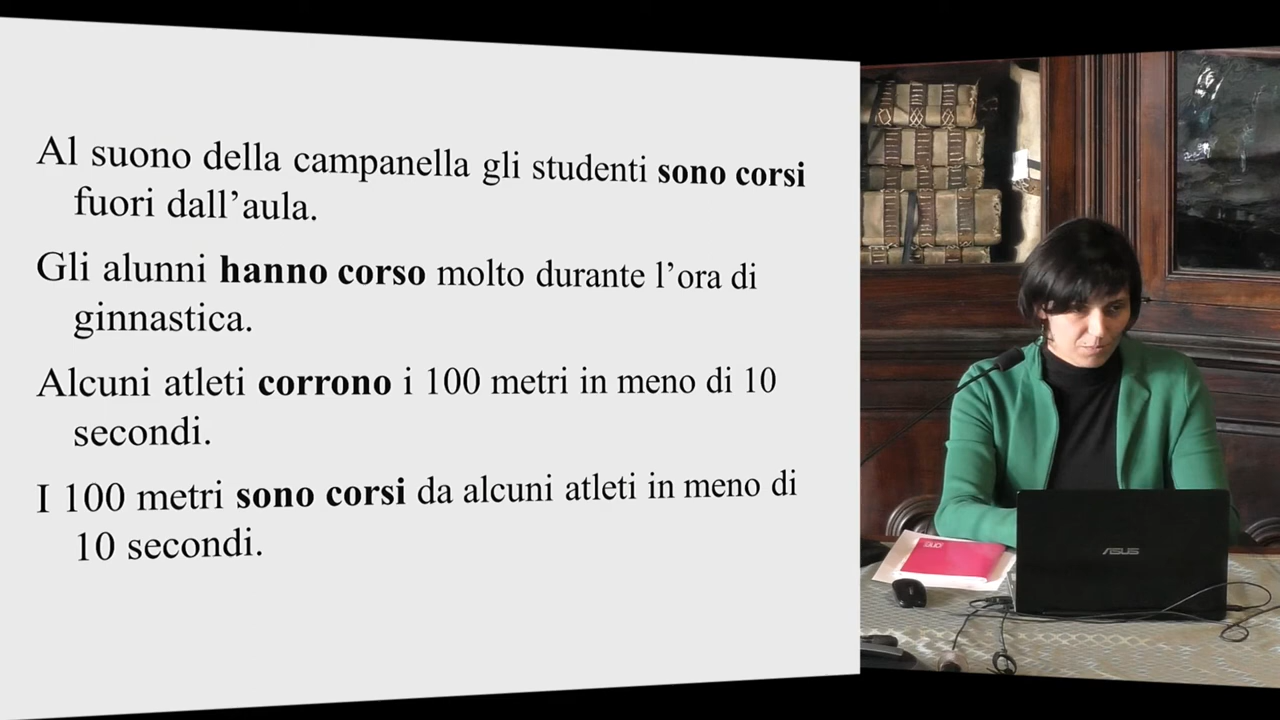 Al suono della campanella gli studenti sono corsi
fuori dall’aula.
Gli alunni hanno corso molto durante l’ora di
ginnastica.
Alcuni atleti corrono i 100 metri in meno di 10
secondi.
I 100 metri sono corsi da alcuni atleti in meno di
10 secondi.
ASUS